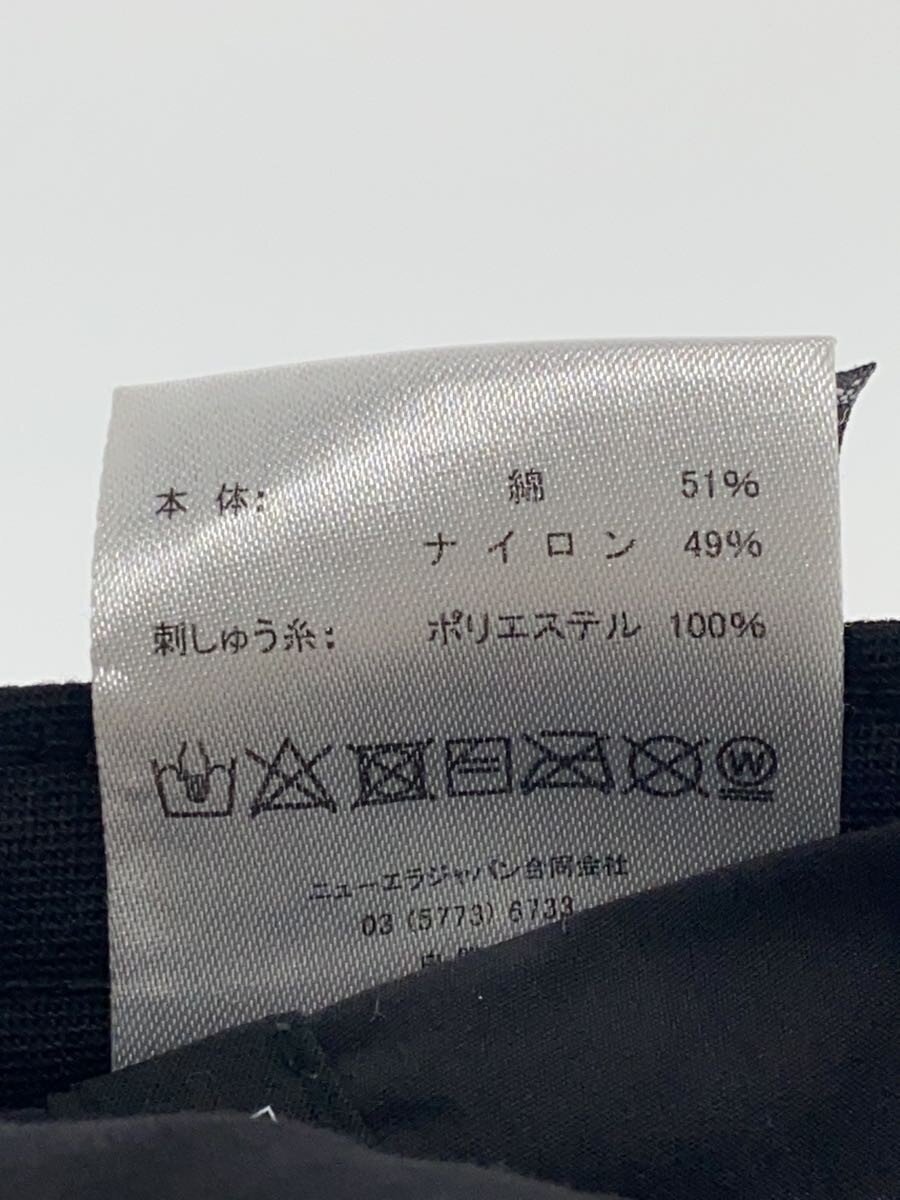 本体: 綿 51%
ナイロン 49%
刺しゅう糸: ポリエステル 100%
W
ニューエラジャパン合同会社
03 (5773) 6733